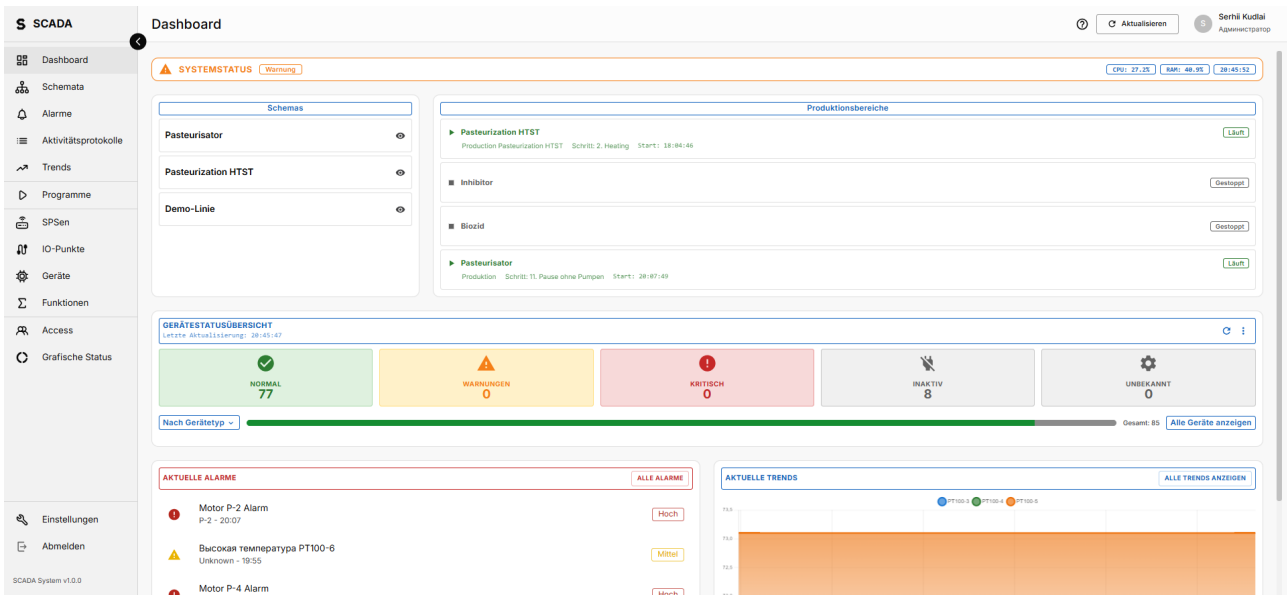 S SCADA
Dashboard
Aktualisieren
S
Serhii Kudlai
Администратор
Dashboard
Schemata
Alarme
Aktivitätsprotokolle
Trends
Programme
SPSen
IO-Punkte
Geräte
Funktionen
Access
Grafische Status
Einstellungen
Abmelden
SCADA System v1.0.0
SYSTEMSTATUS Warnung
CPU: 27.2% RAM: 40.9% 20:45:52
Schemas
Pasteurisator
Pasteurization HTST
Demo-Linie
Produktionsbereiche
Pasteurization HTST Läuft
Production Pasteurization HTST Schritt: 2. Heating Start: 18:04:46
Inhibitor Gestoppt
Biozid Gestoppt
Pasteurisator Läuft
Produktion Schritt: 11. Pause ohne Pumpen Start: 20:07:49
GERÄTESTATUSÜBERSICHT
Letzte Aktualisierung: 20:45:47
NORMAL
77
WARNUNGEN
0
KRITISCH
0
INAKTIV
8
UNBEKANNT
0
Nach Gerätetyp
Gesamt: 85 Alle Geräte anzeigen
AKTUELLE ALARME ALLE ALARME
Motor P-2 Alarm
P-2 - 20:07
Hoch
Высокая температура PT100-6
Unknown - 19:55
Mittel
Motor P-4 Alarm
Hoch
AKTUELLE TRENDS ALLE TRENDS ANZEIGEN
PT100-3 PT100-4 PT100-5
73,0
72,0